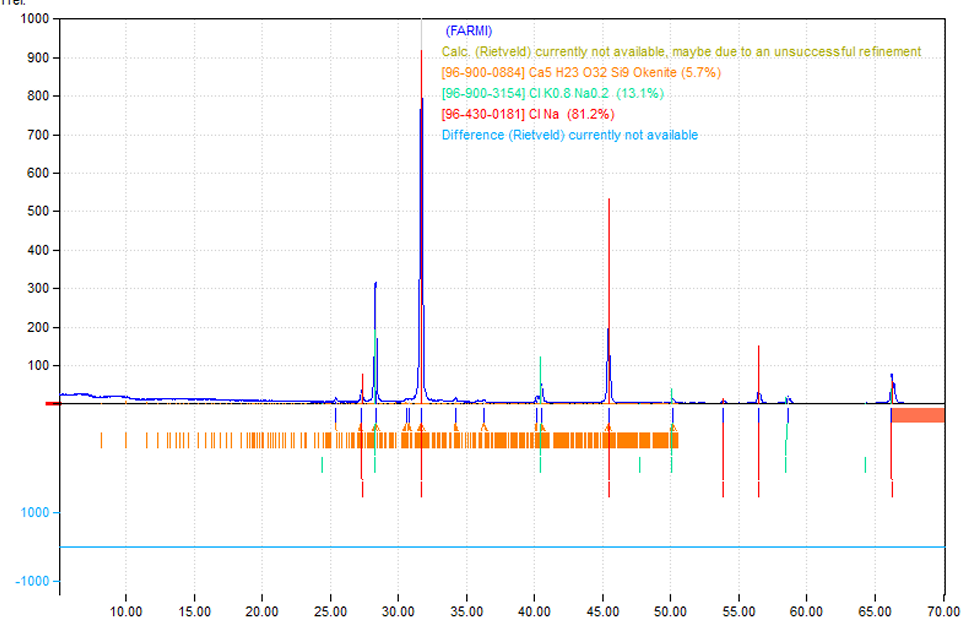 Irel.
1000
(FARMI)
Calc. (Rietveld) currently not available, maybe due to an unsuccessful refinement
900
[96-900-0884] Ca5 H23 O32 Si9 Okenite (5.7%)
800
[96-900-3154] Cl K0.8 Na0.2 (13.1%)
[96-430-0181] Cl Na (81.2%)
700
Difference (Rietveld) currently not available
600
500
400
300
200
100
1000
-1000
10.00 15.00 20.00 25.00 30.00 35.00 40.00 45.00 50.00 55.00 60.00 65.00 70.00